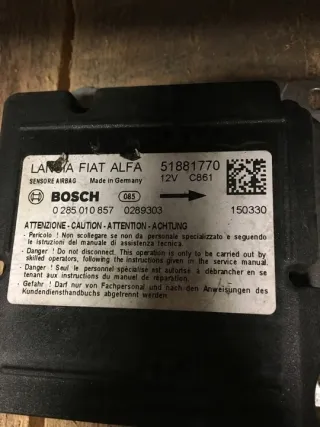 LANCIA FIAT ALFA 51881770
SENSORE AIRBAG Made in Germany 12V C861
BOSCH 085
0 285 010 857 0289303 150330
ATTENZIONE - CAUTION - ATTENTION - ACHTUNG
- Pericolo ! Non scollegare se non da personale specializzato e seguendo
le istruzioni del manuale di assistenza tecnica.
- Danger ! Do not disconnect. This operation is only to be carried out by
skilled operators, following the instructions given in the service manual.
- Danger ! Seul le personnel spécialisé est autorisé à débrancher en se
tenant aux instructions du manuel de réparation.
- Gefahr ! Darf nur von Fachpersonal und nach den Anweisungen des
Kundendiensthandbuchs abgetrennt werden.